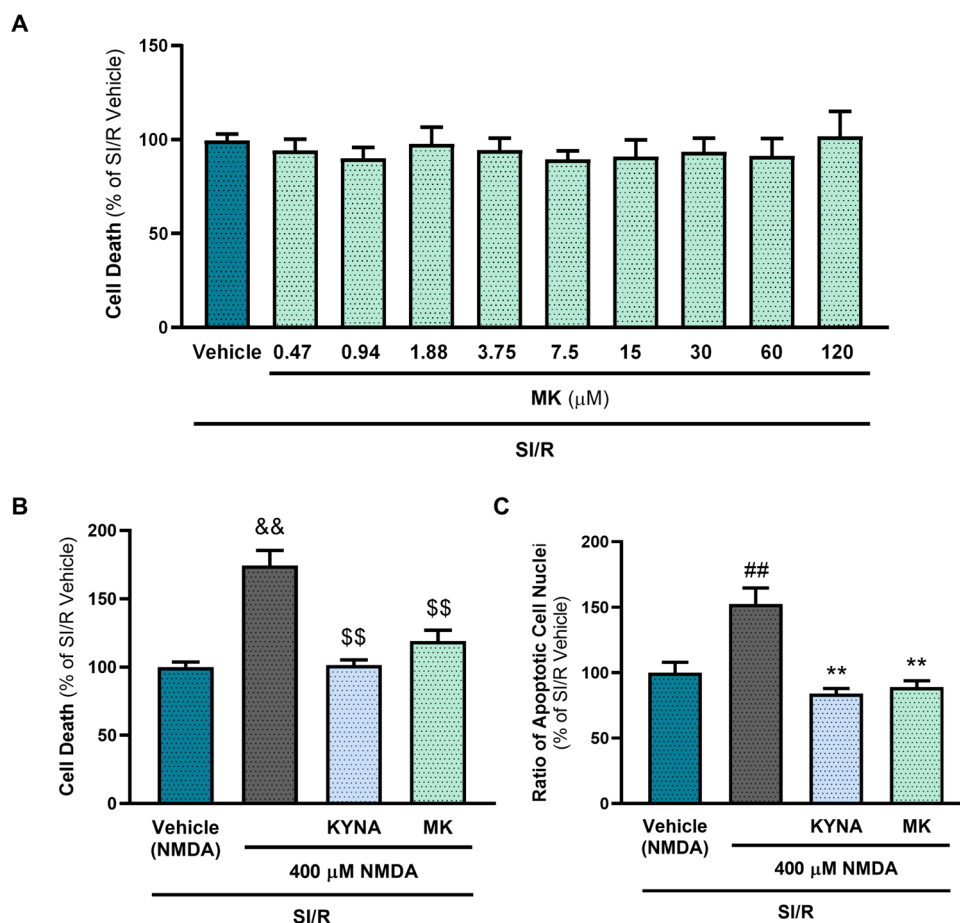 A
Cell Death (% of SI/R Vehicle)
150
100
50
0
Vehicle 0.47 0.94 1.88 3.75 7.5 15 30 60 120
MK (μM)
SI/R
B
Cell Death (% of SI/R Vehicle)
200
150
100
50
0
&&
$$
$$
Vehicle
(NMDA)
KYNA MK
400 μM NMDA
SI/R
C
Ratio of Apoptotic Cell Nuclei
(% of SI/R Vehicle)
200
150
100
50
0
##
**
**
Vehicle
(NMDA)
KYNA MK
400 μM NMDA
SI/R